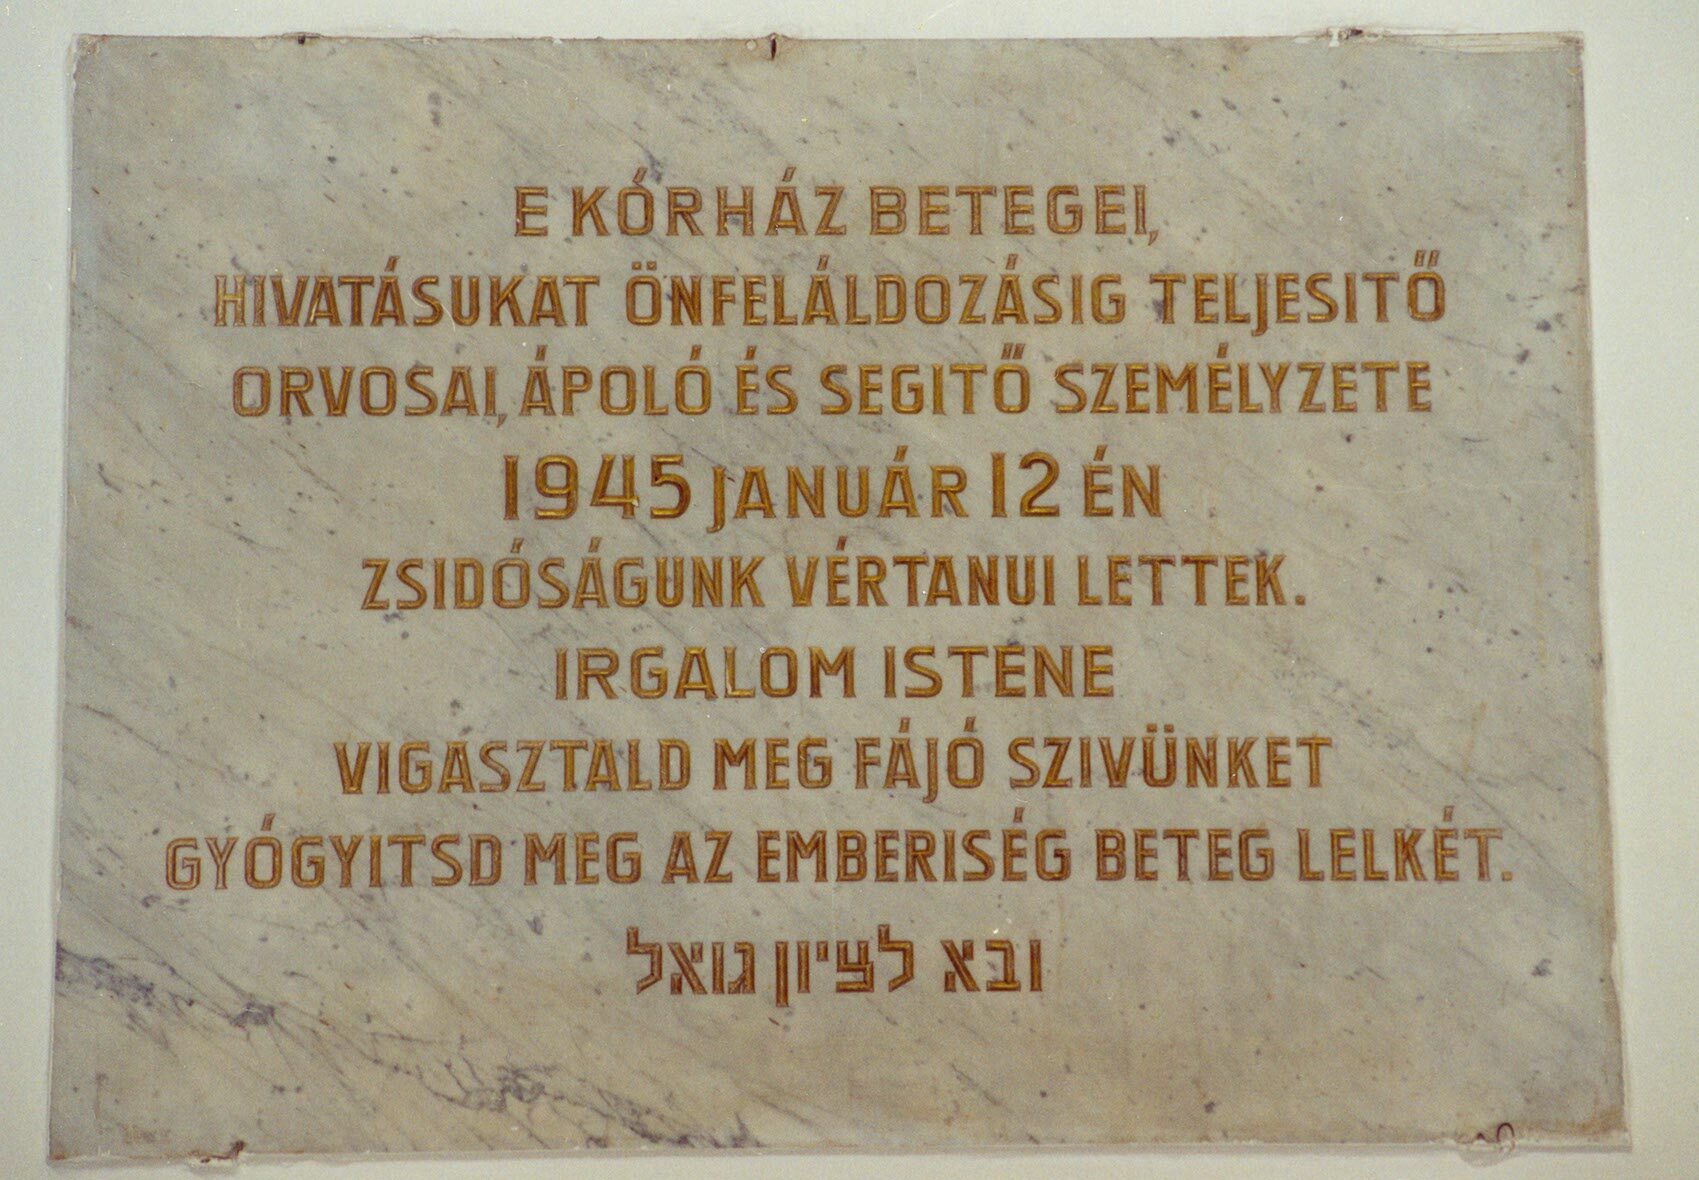 E KÓRHÁZ BETEGEI,
HIVATÁSUKAT ÖNFELÁLDOZÁSIG TELJESITŐ
ORVOSAI, ÁPOLÓ ÉS SEGITŐ SZEMÉLYZETE
1945 JANUÁR 12 ÉN
ZSIDÓSÁGUNK VÉRTANUI LETTEK.
IRGALOM ISTENE
VIGASZTALD MEG FÁJÓ SZIVÜNKET
GYÓGYITSD MEG AZ EMBERISÉG BETEG LELKÉT.
ובא לציון גואל